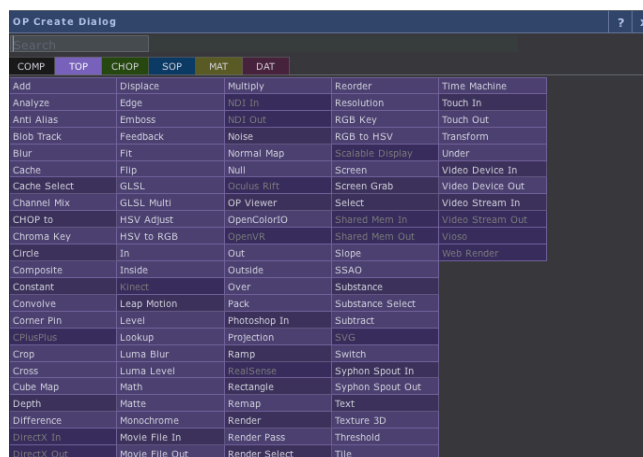 OP Create Dialog
?
Search
COMP TOP CHOP SOP MAT DAT
Add Displace Multiply Reorder Time Machine
Analyze Edge NDI In Resolution Touch In
Anti Alias Emboss NDI Out RGB Key Touch Out
Blob Track Feedback Noise RGB to HSV Transform
Blur Fit Normal Map Scalable Display Under
Cache Flip Null Screen Video Device In
Cache Select GLSL Oculus Rift Screen Grab Video Device Out
Channel Mix GLSL Multi OP Viewer Select Video Stream In
CHOP to HSV Adjust OpenColorIO Shared Mem In Video Stream Out
Chroma Key HSV to RGB OpenVR Shared Mem Out Vioso
Circle In Out Slope Web Render
Composite Inside Outside SSAO
Constant Kinect Over Substance
Convolve Leap Motion Pack Substance Select
Corner Pin Level Photoshop In Subtract
CPlusPlus Lookup Projection SVG
Crop Luma Blur Ramp Switch
Cross Luma Level RealSense Syphon Spout In
Cube Map Math Rectangle Syphon Spout Out
Depth Matte Remap Text
Difference Monochrome Render Texture 3D
DirectX In Movie File In Render Pass Threshold
DirectX Out Movie File Out Render Select Tile